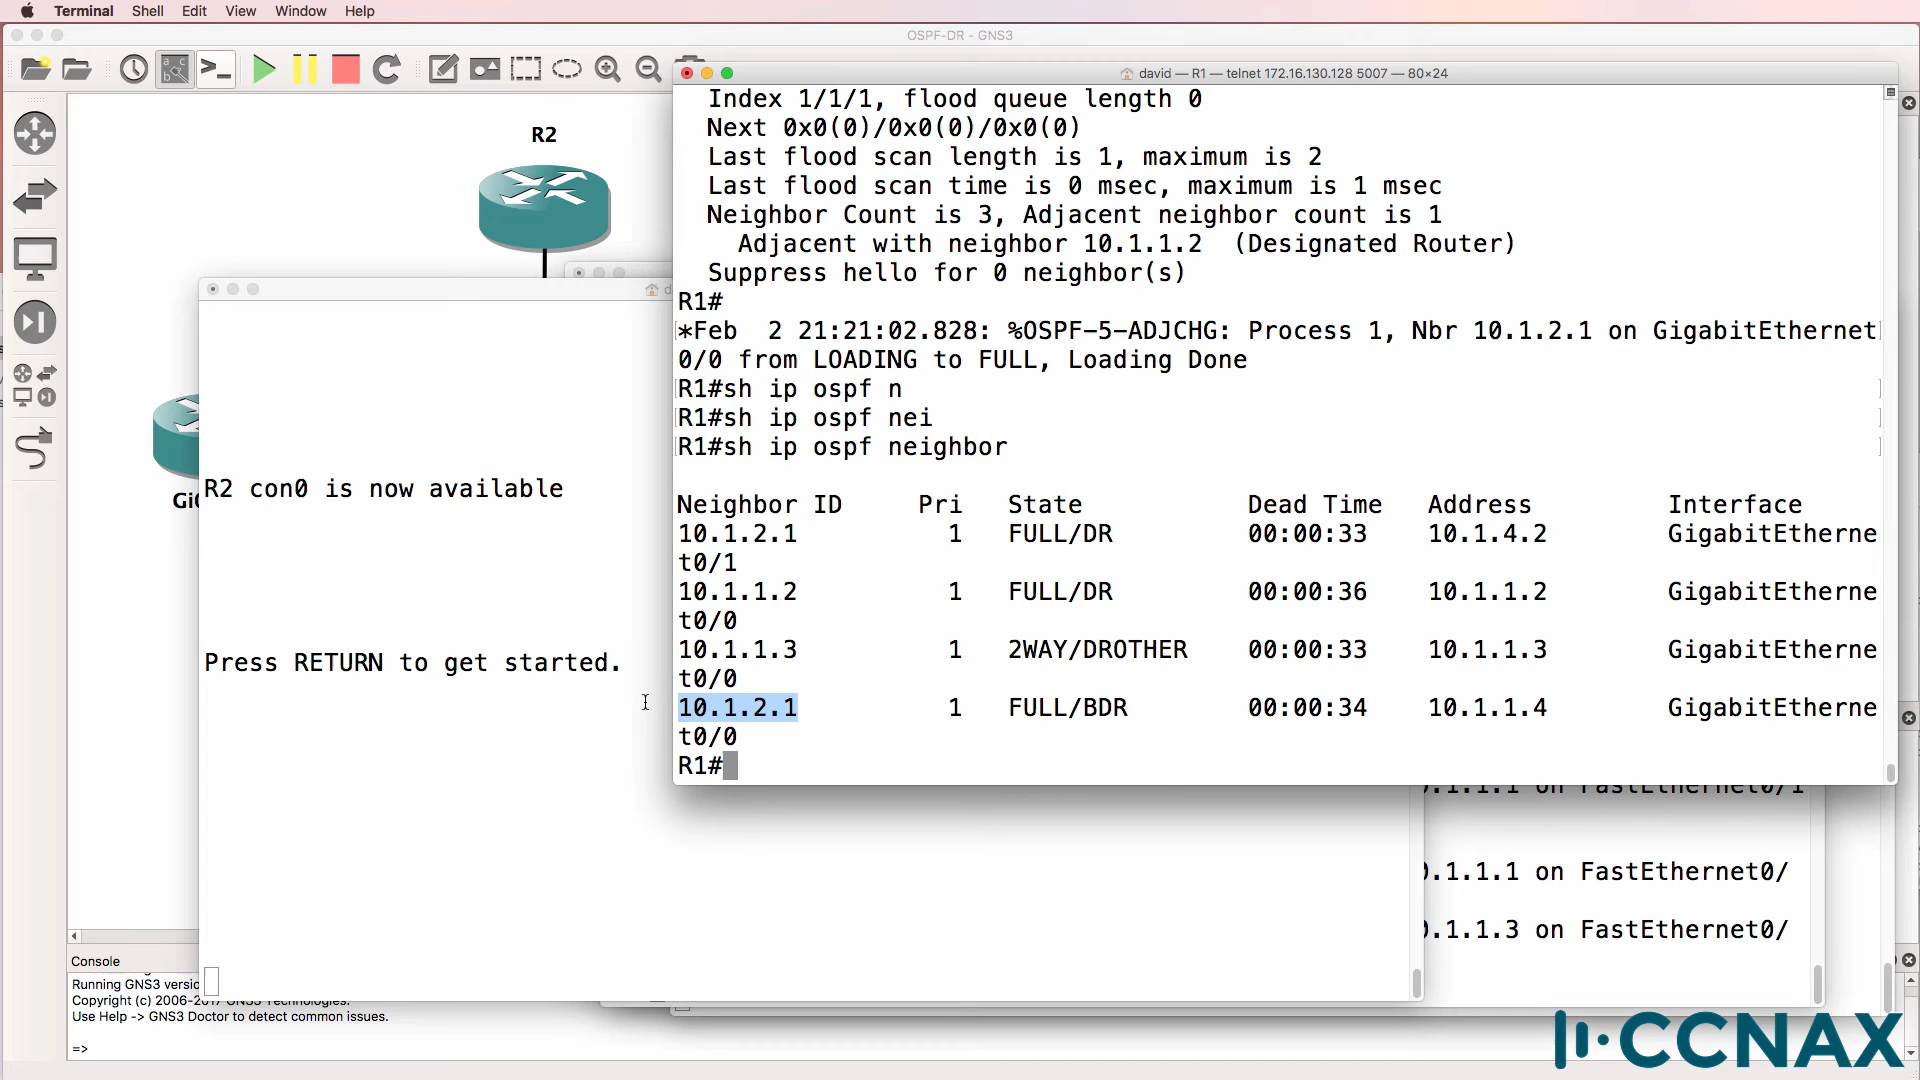 Terminal Shell Edit View Window Help
OSPF-DR - GNS3
david — R1 — telnet 172.16.130.128 5007 — 80×24
R2
Index 1/1/1, flood queue length 0
Next 0x0(0)/0x0(0)/0x0(0)
Last flood scan length is 1, maximum is 2
Last flood scan time is 0 msec, maximum is 1 msec
Neighbor Count is 3, Adjacent neighbor count is 1
Adjacent with neighbor 10.1.1.2  (Designated Router)
Suppress hello for 0 neighbor(s)
R1#
*Feb  2 21:21:02.828: %OSPF-5-ADJCHG: Process 1, Nbr 10.1.2.1 on GigabitEthernet
0/0 from LOADING to FULL, Loading Done
R1#sh ip ospf n
R1#sh ip ospf nei
R1#sh ip ospf neighbor
Neighbor ID     Pri   State           Dead Time   Address         Interface
10.1.2.1          1   FULL/DR         00:00:33    10.1.4.2        GigabitEtherne
t0/1
10.1.1.2          1   FULL/DR         00:00:36    10.1.1.2        GigabitEtherne
t0/0
10.1.1.3          1   2WAY/DROTHER    00:00:33    10.1.1.3        GigabitEtherne
t0/0
10.1.2.1          1   FULL/BDR        00:00:34    10.1.1.4        GigabitEtherne
t0/0
R1#
R2 con0 is now available
Press RETURN to get started.
.1.1.1 on FastEthernet0/1
.1.1.1 on FastEthernet0/
.1.1.3 on FastEthernet0/
Console
Running GNS3 versio
Copyright (c) 2006-2017 GNS3 Technologies.
Use Help -> GNS3 Doctor to detect common issues.
=>
CCNAX